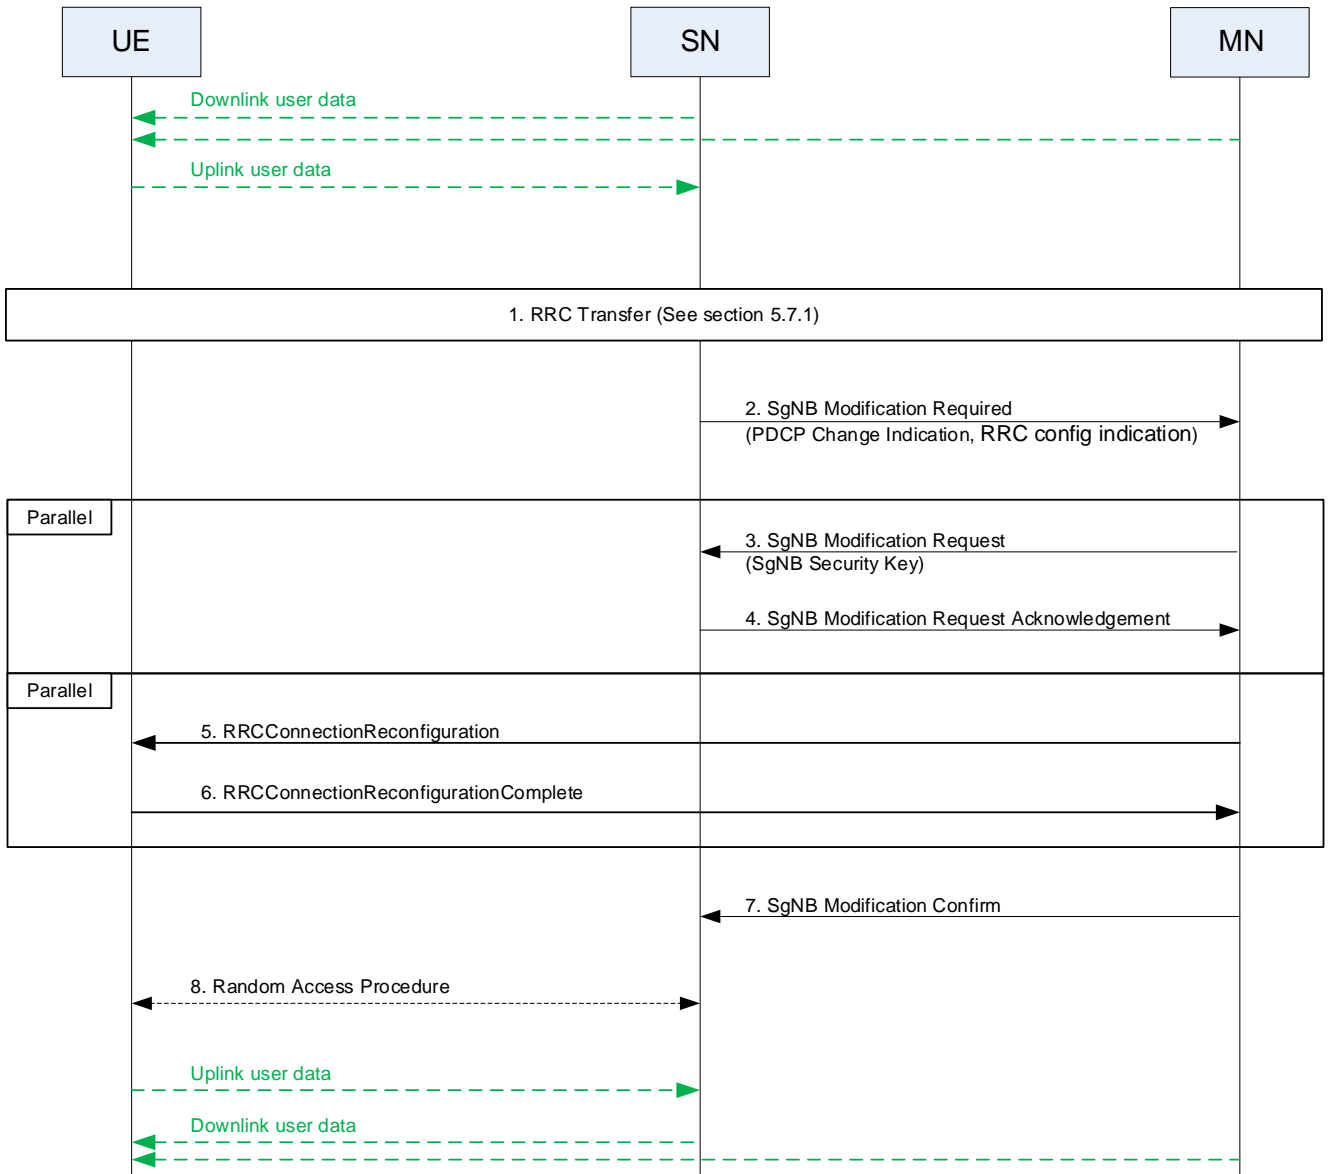 UE
SN
MN
Downlink user data
Uplink user data
1. RRC Transfer (See section 5.7.1)
2. SgNB Modification Required
(PDCP Change Indication, RRC config indication)
Parallel
3. SgNB Modification Request
(SgNB Security Key)
4. SgNB Modification Request Acknowledgement
Parallel
5. RRCConnectionReconfiguration
6. RRCConnectionReconfigurationComplete
7. SgNB Modification Confirm
8. Random Access Procedure
Uplink user data
Downlink user data